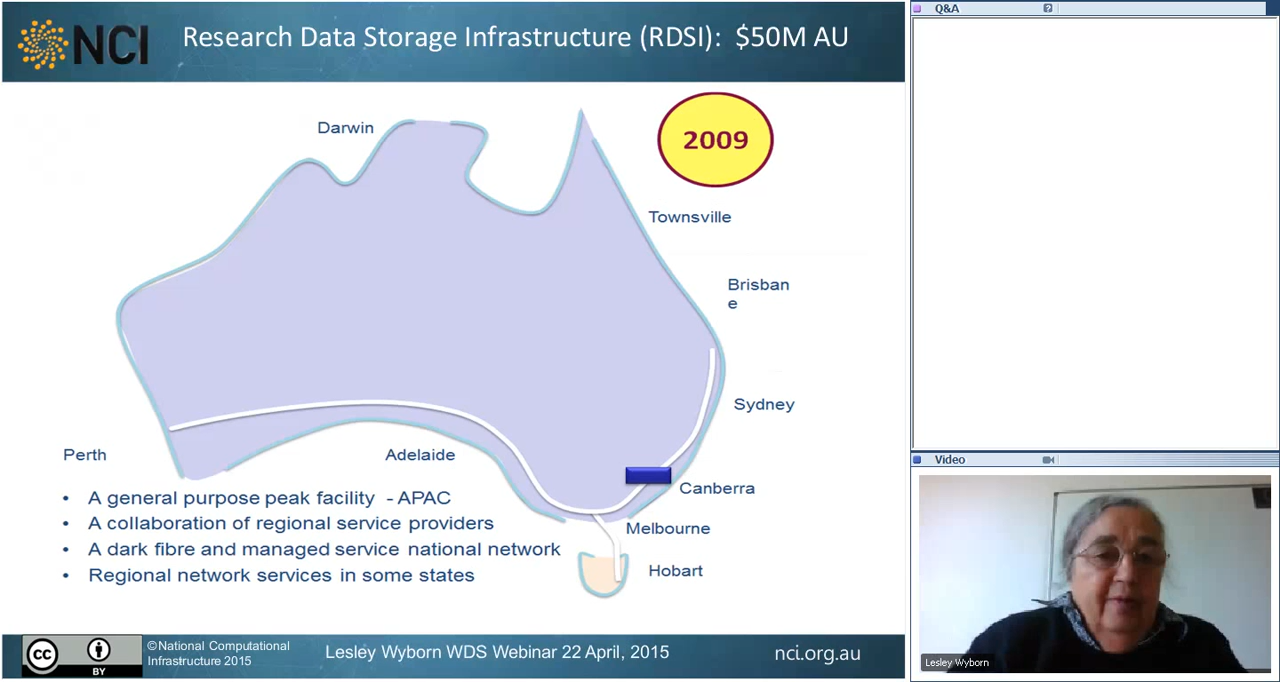 NCI
Research Data Storage Infrastructure (RDSI): $50M AU
2009
Darwin
Townsville
Brisban
e
Sydney
Perth
Adelaide
Canberra
Melbourne
Hobart
• A general purpose peak facility - APAC
• A collaboration of regional service providers
• A dark fibre and managed service national network
• Regional network services in some states
cc
BY
©National Computational
Infrastructure 2015
Lesley Wyborn WDS Webinar 22 April, 2015
nci.org.au
Q&A
?
Video
Lesley Wyborn